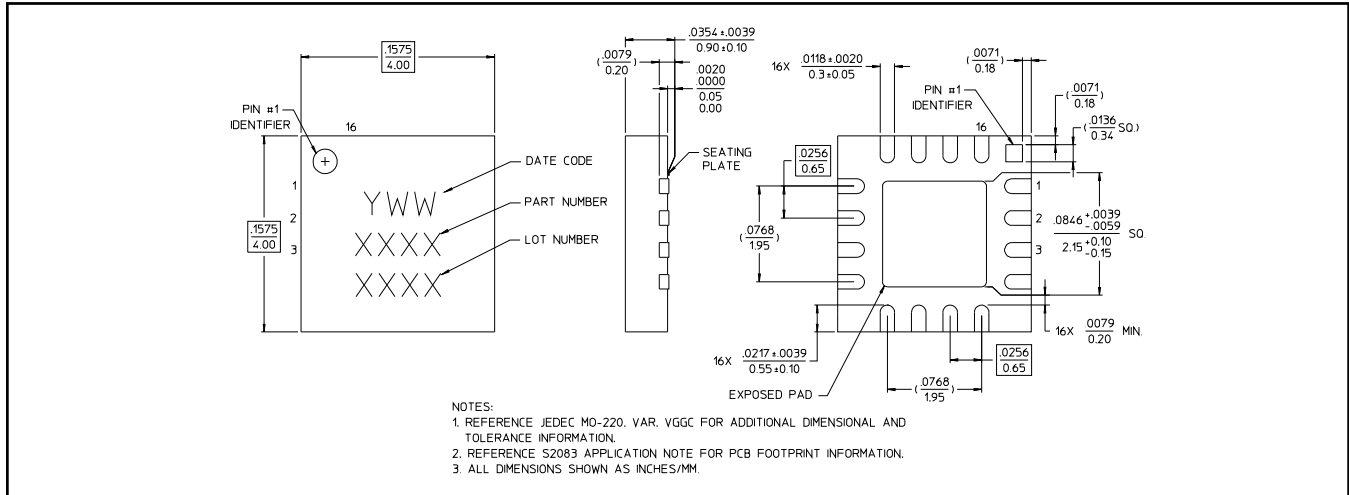 .1575
4.00
PIN #1
IDENTIFIER
16
1
2
3
.1575
4.00
YWW
XXXX
XXXX
DATE CODE
PART NUMBER
LOT NUMBER
.0354±.0039
0.90±0.10
(.0079
0.20)
.0020
.0000
0.05
0.00
SEATING
PLATE
16X .0118±.0020
0.3±0.05
(.0071
0.18)
PIN #1
IDENTIFIER
16
(.0071
0.18)
(.0136
0.34 SQ.)
.0256
0.65
(.0768
1.95)
1
2
3
.0846 +.0039
-.0059
2.15 +0.10
-0.15
SQ.
16X .0217±.0039
0.55±0.10
16X .0079
0.20 MIN.
.0256
0.65
(.0768
1.95)
EXPOSED PAD
NOTES:
1. REFERENCE JEDEC MO-220, VAR. VGGC FOR ADDITIONAL DIMENSIONAL AND
TOLERANCE INFORMATION.
2. REFERENCE S2083 APPLICATION NOTE FOR PCB FOOTPRINT INFORMATION.
3. ALL DIMENSIONS SHOWN AS INCHES/MM.